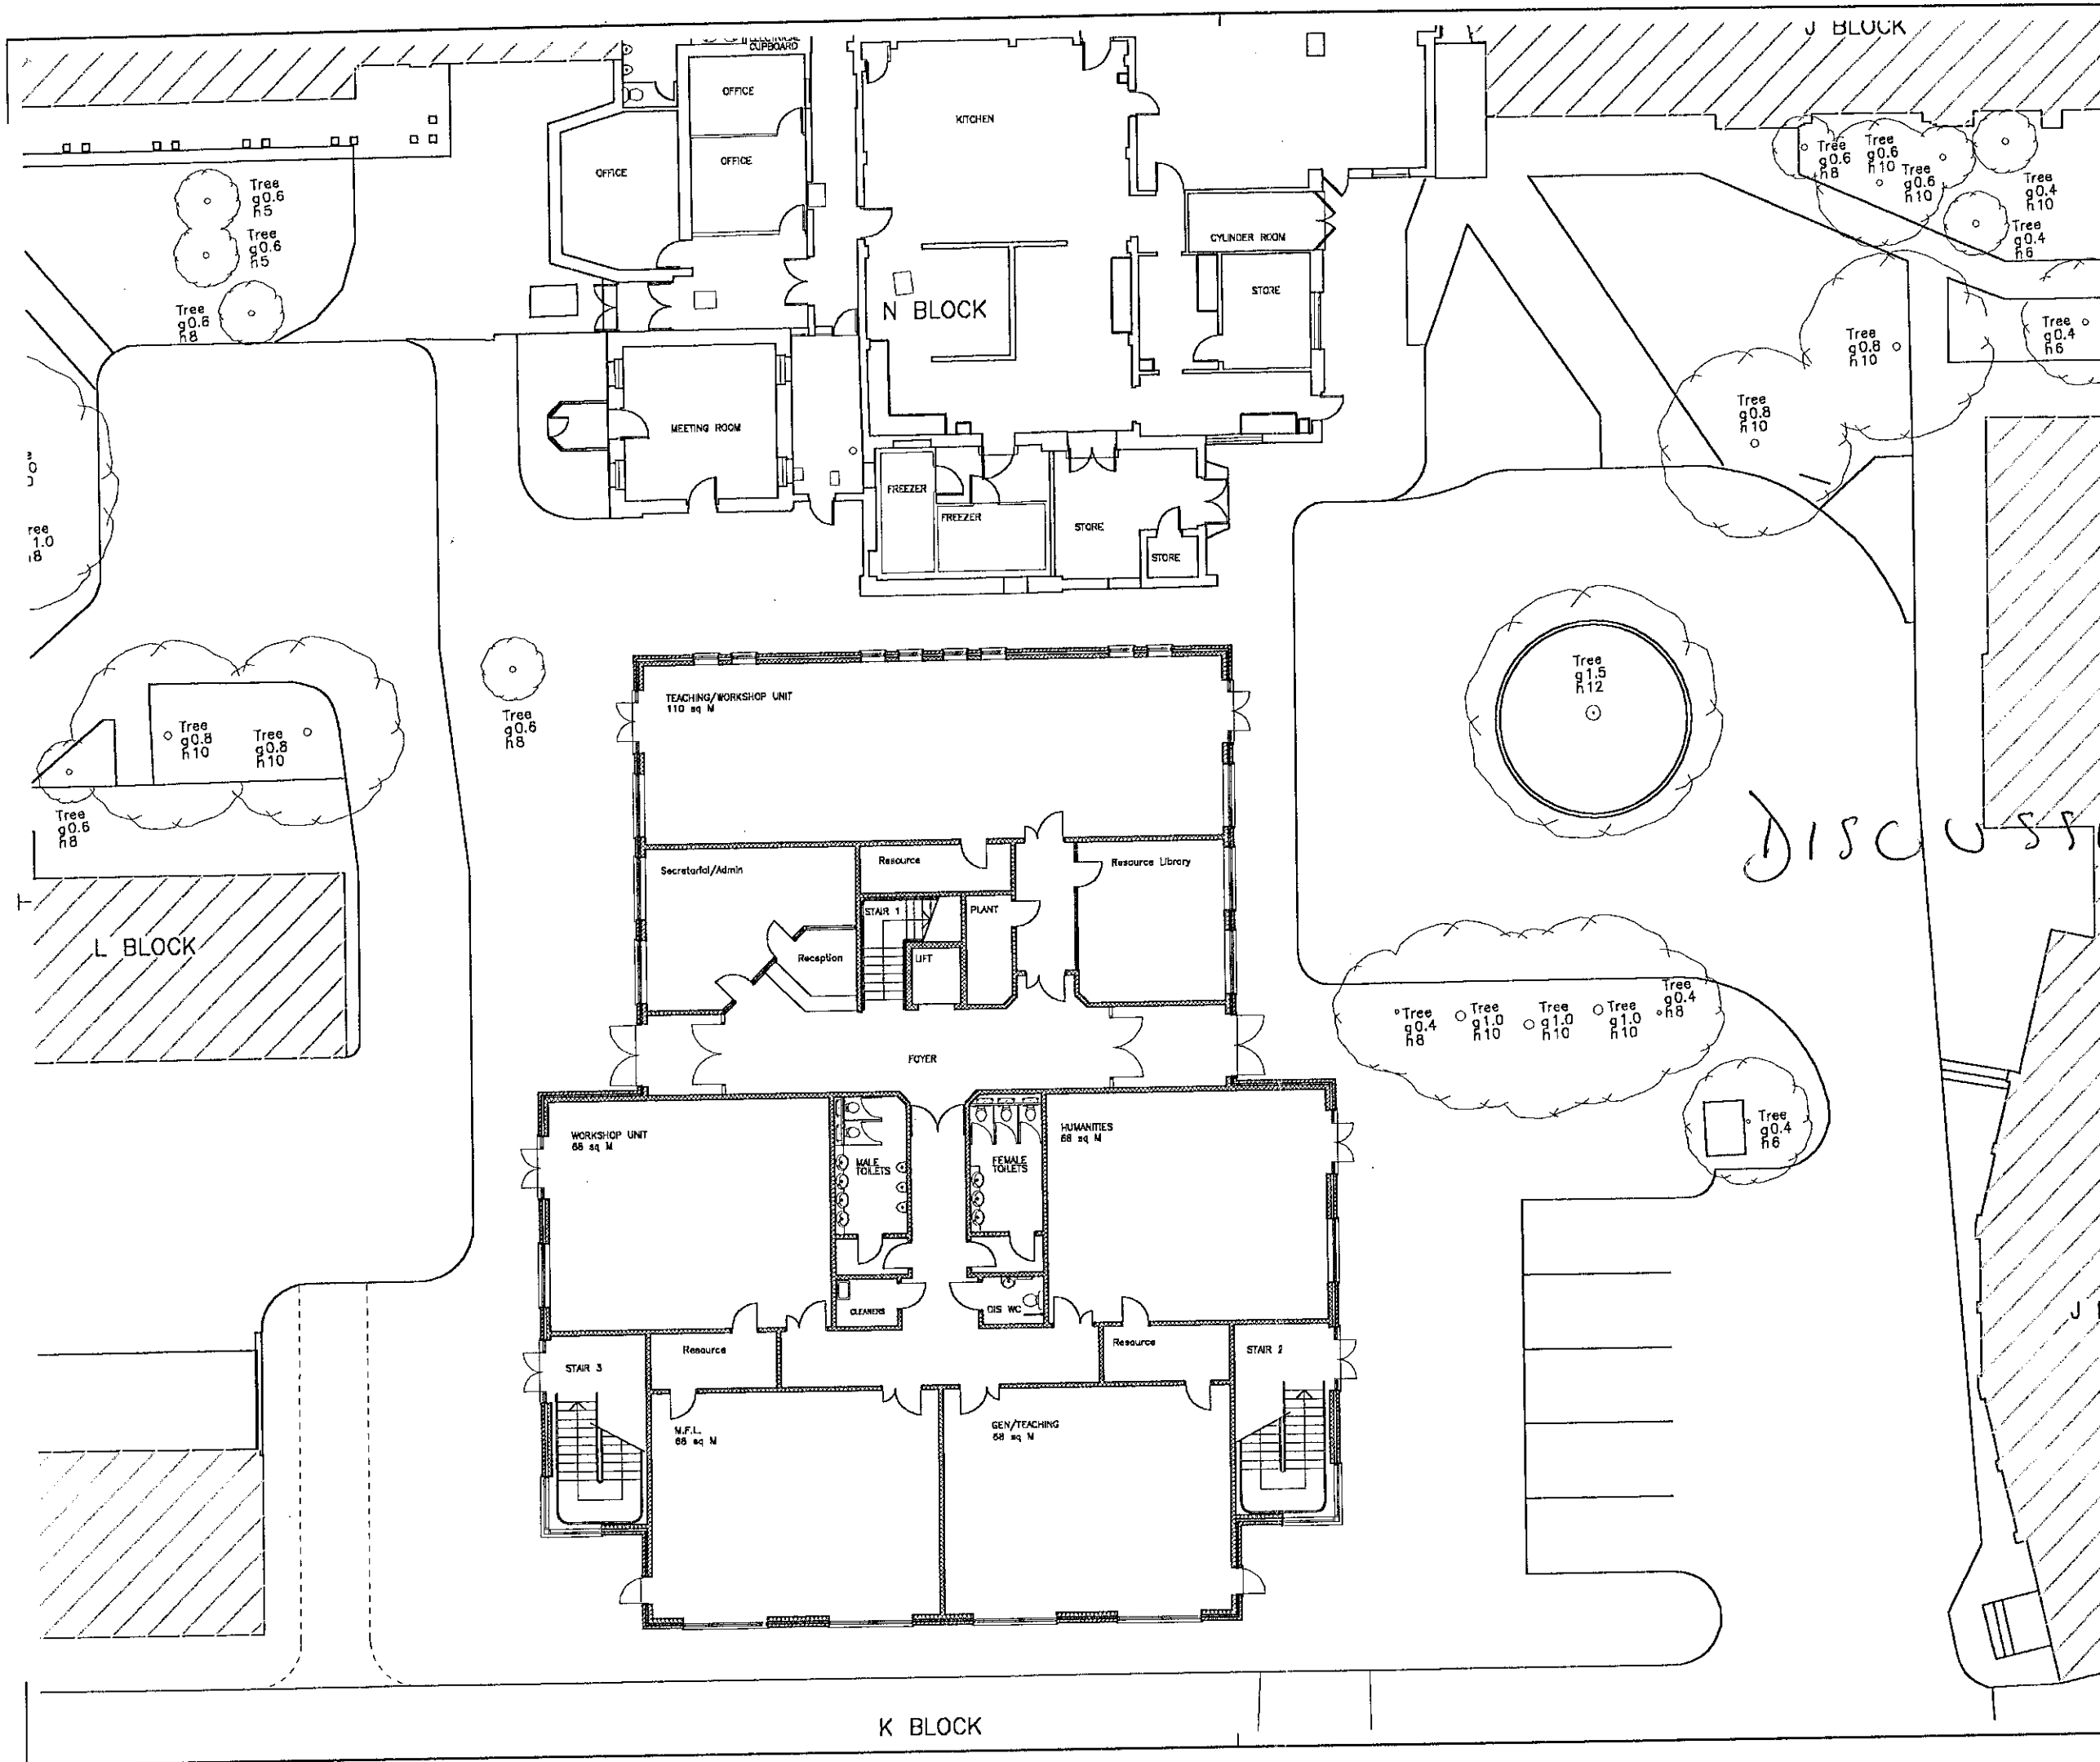 J BLOCK
CUPBOARD
OFFICE
KITCHEN
OFFICE
OFFICE
Tree
g0.6
h8
Tree
g0.6
h10
Tree
g0.6
h10
Tree
g0.4
h10
Tree
g0.4
h6
Tree
g0.6
h5
Tree
g0.6
h5
Tree
g0.6
h8
CYLINDER ROOM
STORE
N BLOCK
Tree
g0.4
h6
Tree
g0.8
h10
Tree
g0.8
h10
MEETING ROOM
FREEZER
FREEZER
STORE
STORE
1.0
Tree
g1.5
h12
TEACHING/WORKSHOP UNIT
110 sq M
Tree
g0.6
h8
Tree
g0.8
h10
Tree
g0.8
h10
Tree
g0.6
h8
DISCUSS
Secretarial/Admin
Resource
Resource Library
STAIR 1
PLANT
L BLOCK
Reception
LIFT
Tree
g0.4
h8
Tree
g1.0
h10
Tree
g1.0
h10
Tree
g1.0
h10
Tree
g0.4
h8
FOYER
WORKSHOP UNIT
68 sq M
MALE
TOILETS
FEMALE
TOILETS
HUMANITIES
68 sq M
Tree
g0.4
h6
CLEANERS
DIS WC
J
Resource
Resource
STAIR 3
STAIR 2
M.F.L.
68 sq M
GEN/TEACHING
68 sq M
K BLOCK